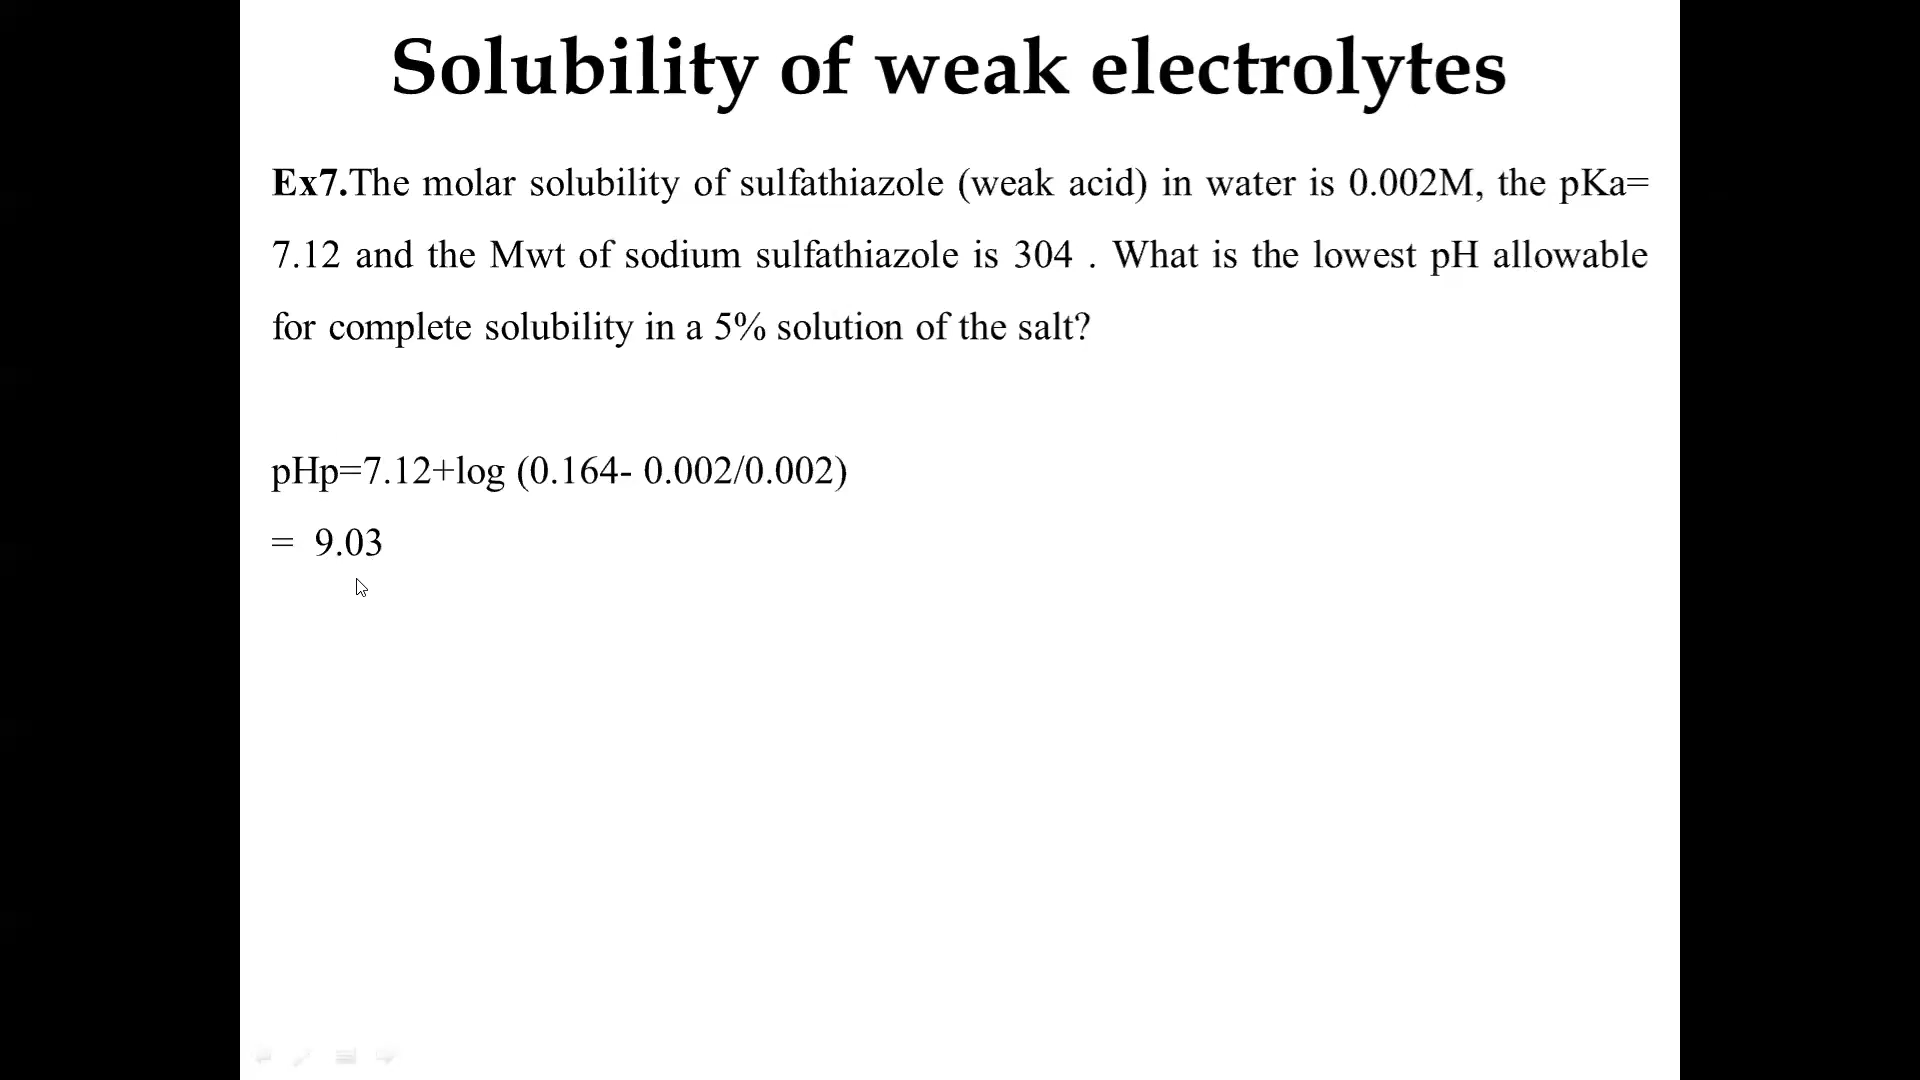 Solubility of weak electrolytes
Ex7.The molar solubility of sulfathiazole (weak acid) in water is 0.002M, the pKa=
7.12 and the Mwt of sodium sulfathiazole is 304 . What is the lowest pH allowable
for complete solubility in a 5% solution of the salt?
pHp=7.12+log (0.164- 0.002/0.002)
= 9.03